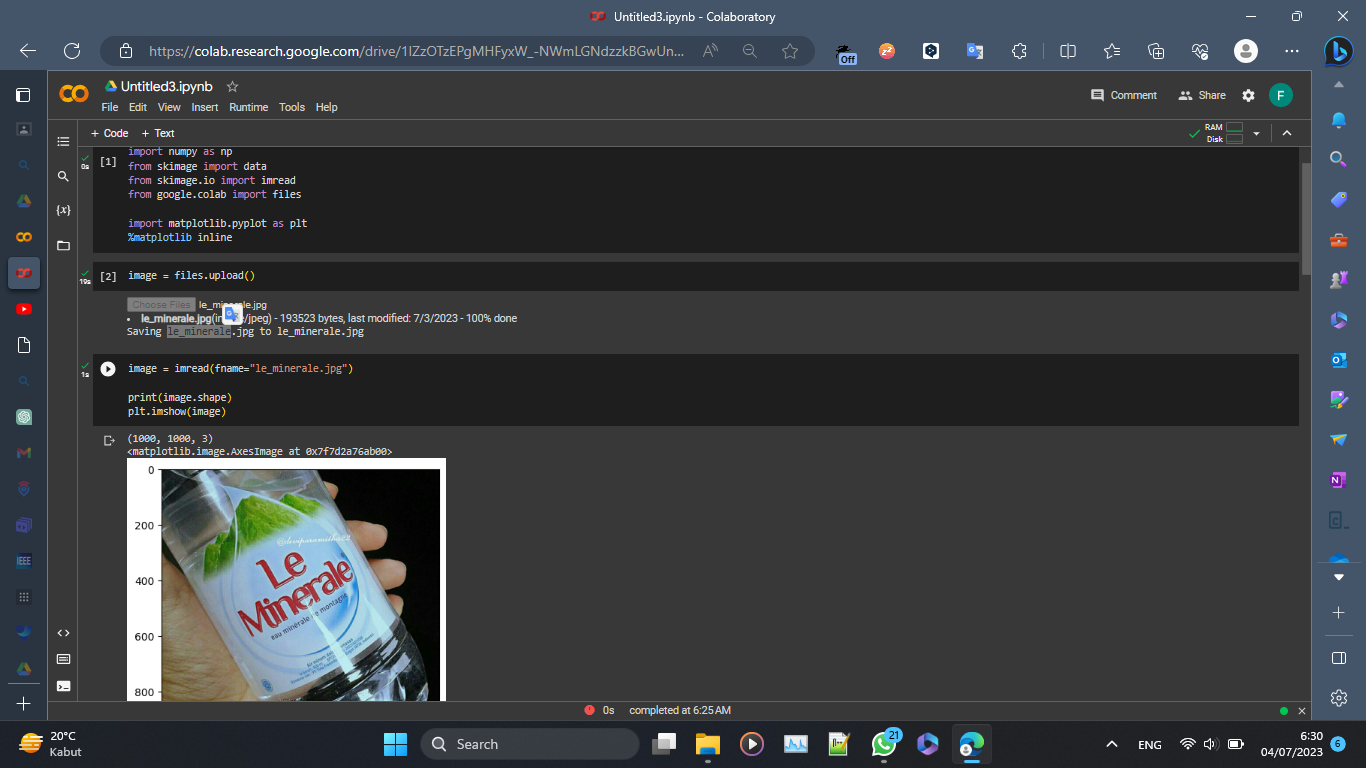 Untitled3.ipynb - Colaboratory
https://colab.research.google.com/drive/1IZzOTzEPgMHFyxW_-NWmLGNdzzkBGwUn...
Off
Untitled3.ipynb
File Edit View Insert Runtime Tools Help
Comment
Share
F
+ Code + Text
RAM
Disk
0s
[1]
import numpy as np
from skimage import data
from skimage.io import imread
from google.colab import files
import matplotlib.pyplot as plt
%matplotlib inline
19s
[2] image = files.upload()
Choose Files
• le_minerale.jpg
- 193523 bytes, last modified: 7/3/2023 - 100% done
Saving le_minerale.jpg to le_minerale.jpg
1s
image = imread(fname="le_minerale.jpg")
print(image.shape)
plt.imshow(image)
(1000, 1000, 3)
<matplotlib.image.AxesImage at 0x7f7d2a76ab00>
0
200
400
600
800
Le
Minerale
{x}
IEEE
0s completed at 6:25 AM
20°C
Kabut
Search
21
ENG
6:30
04/07/2023
6